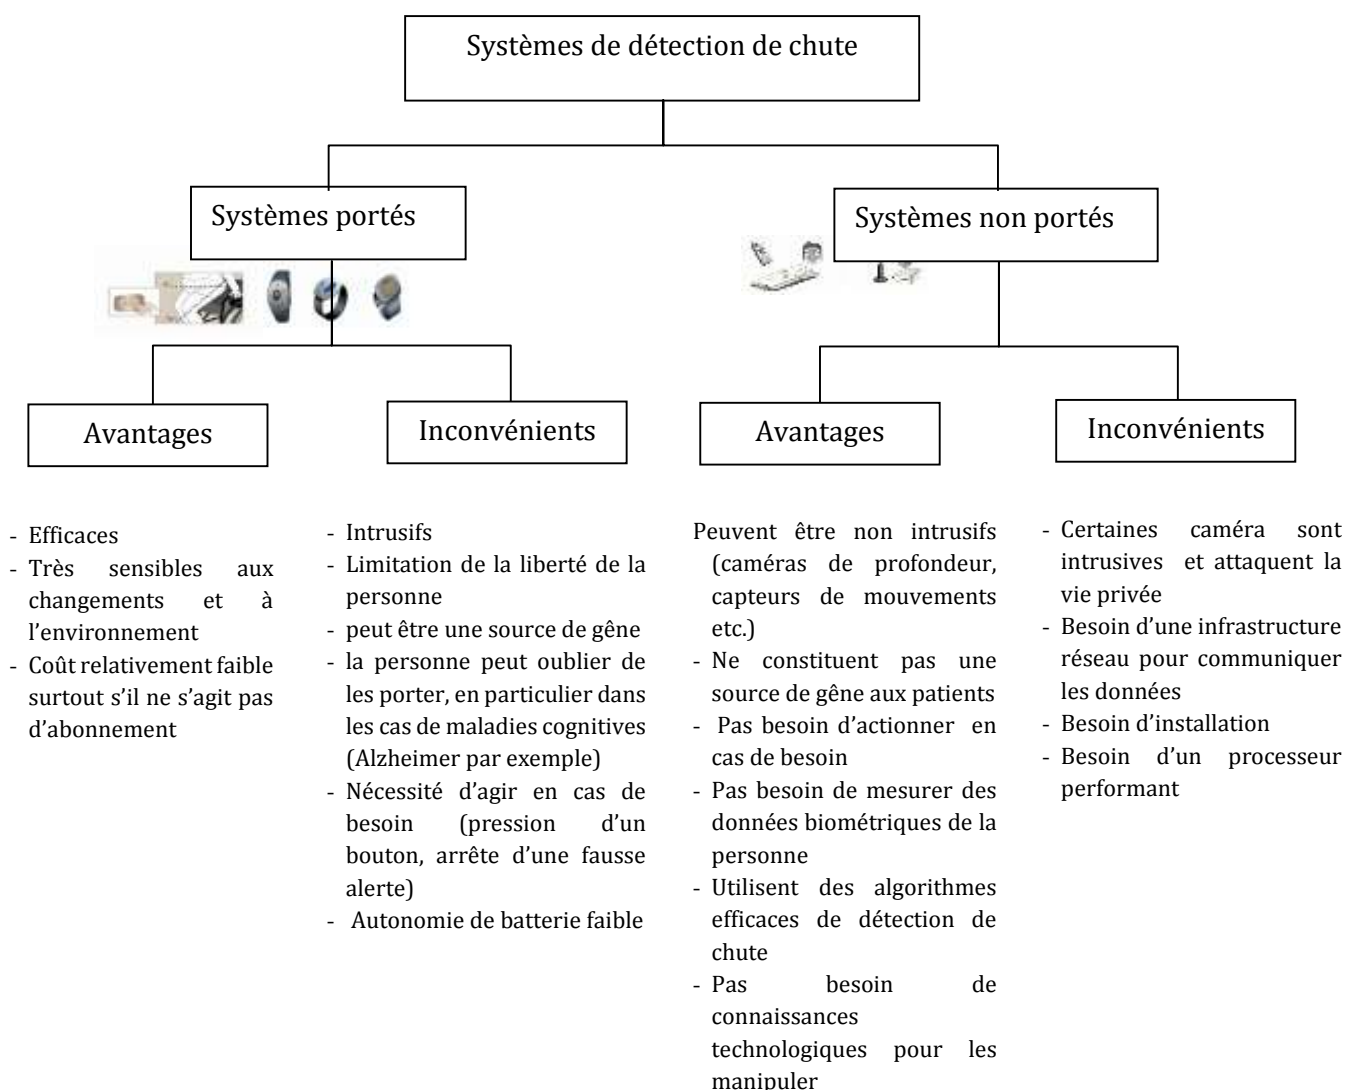 Systèmes de détection de chute
Systèmes portés
Systèmes non portés
Avantages
Inconvénients
Avantages
Inconvénients
- Efficaces
- Très sensibles aux
changements et à
l’environnement
- Coût relativement faible
surtout s’il ne s’agit pas
d’abonnement
- Intrusifs
- Limitation de la liberté de la
personne
- peut être une source de gêne
- la personne peut oublier de
les porter, en particulier dans
les cas de maladies cognitives
(Alzheimer par exemple)
- Nécessité d’agir en cas de
besoin (pression d’un
bouton, arrête d’une fausse
alerte)
- Autonomie de batterie faible
Peuvent être non intrusifs
(caméras de profondeur,
capteurs de mouvements
etc.)
- Ne constituent pas une
source de gêne aux patients
- Pas besoin d’actionner en
cas de besoin
- Pas besoin de mesurer des
données biométriques de la
personne
- Utilisent des algorithmes
efficaces de détection de
chute
- Pas besoin de
connaissances
technologiques pour les
manipuler
- Certaines caméra sont
intrusives et attaquent la
vie privée
- Besoin d’une infrastructure
réseau pour communiquer
les données
- Besoin d’installation
- Besoin d’un processeur
performant